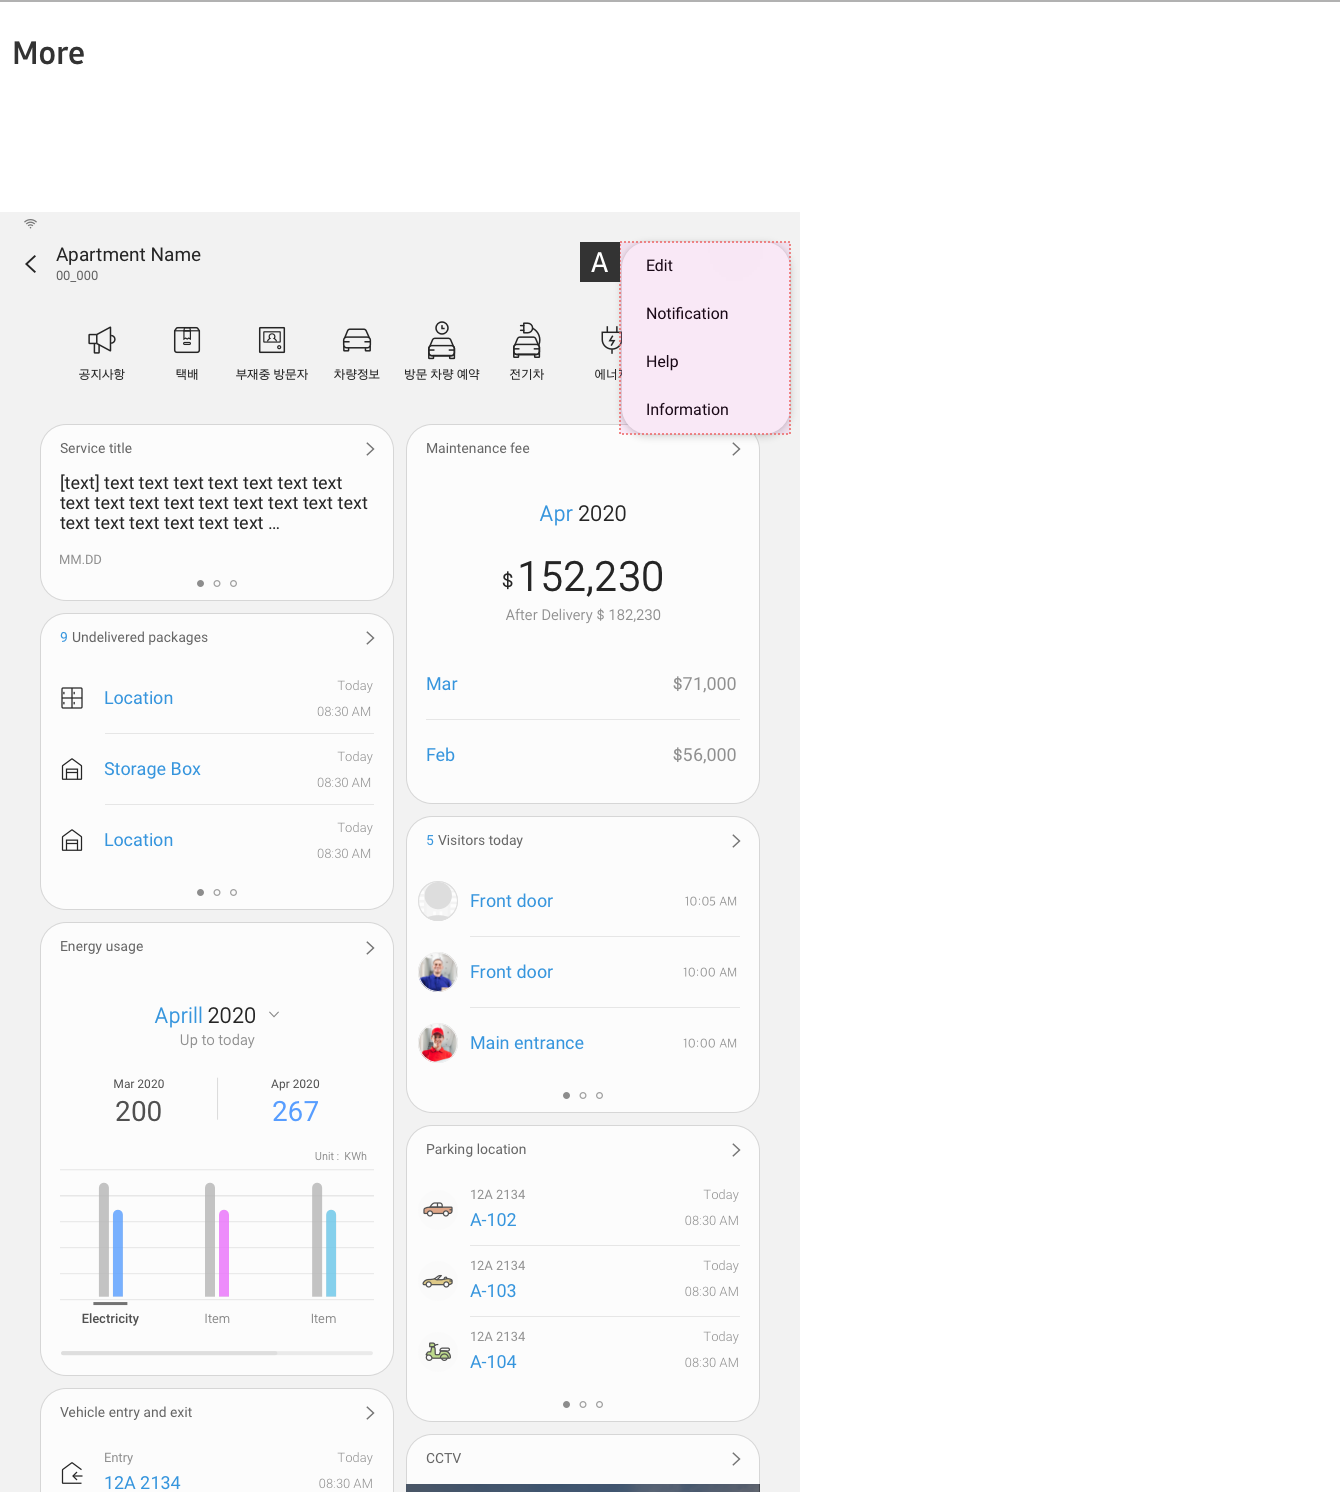 More
Apartment Name
00_000
A
Edit
Notification
Help
Information
공지사항
택배
부재중 방문자
차량정보
방문 차량 예약
전기차
Service title
[text] text text text text text text text
text text text text text text text text text
text text text text text text ...
MM.DD
9 Undelivered packages
Location
Today
08:30 AM
Storage Box
Today
08:30 AM
Location
Today
08:30 AM
Energy usage
Aprill 2020
Up to today
Mar 2020
200
Apr 2020
267
Unit : KWh
Electricity
Item
Item
Vehicle entry and exit
Entry
12A 2134
Today
08:30 AM
Maintenance fee
Apr 2020
$ 152,230
After Delivery $ 182,230
Mar
$71,000
Feb
$56,000
5 Visitors today
Front door
10:05 AM
Front door
10:00 AM
Main entrance
10:00 AM
Parking location
12A 2134
A-102
Today
08:30 AM
12A 2134
A-103
Today
08:30 AM
12A 2134
A-104
Today
08:30 AM
CCTV